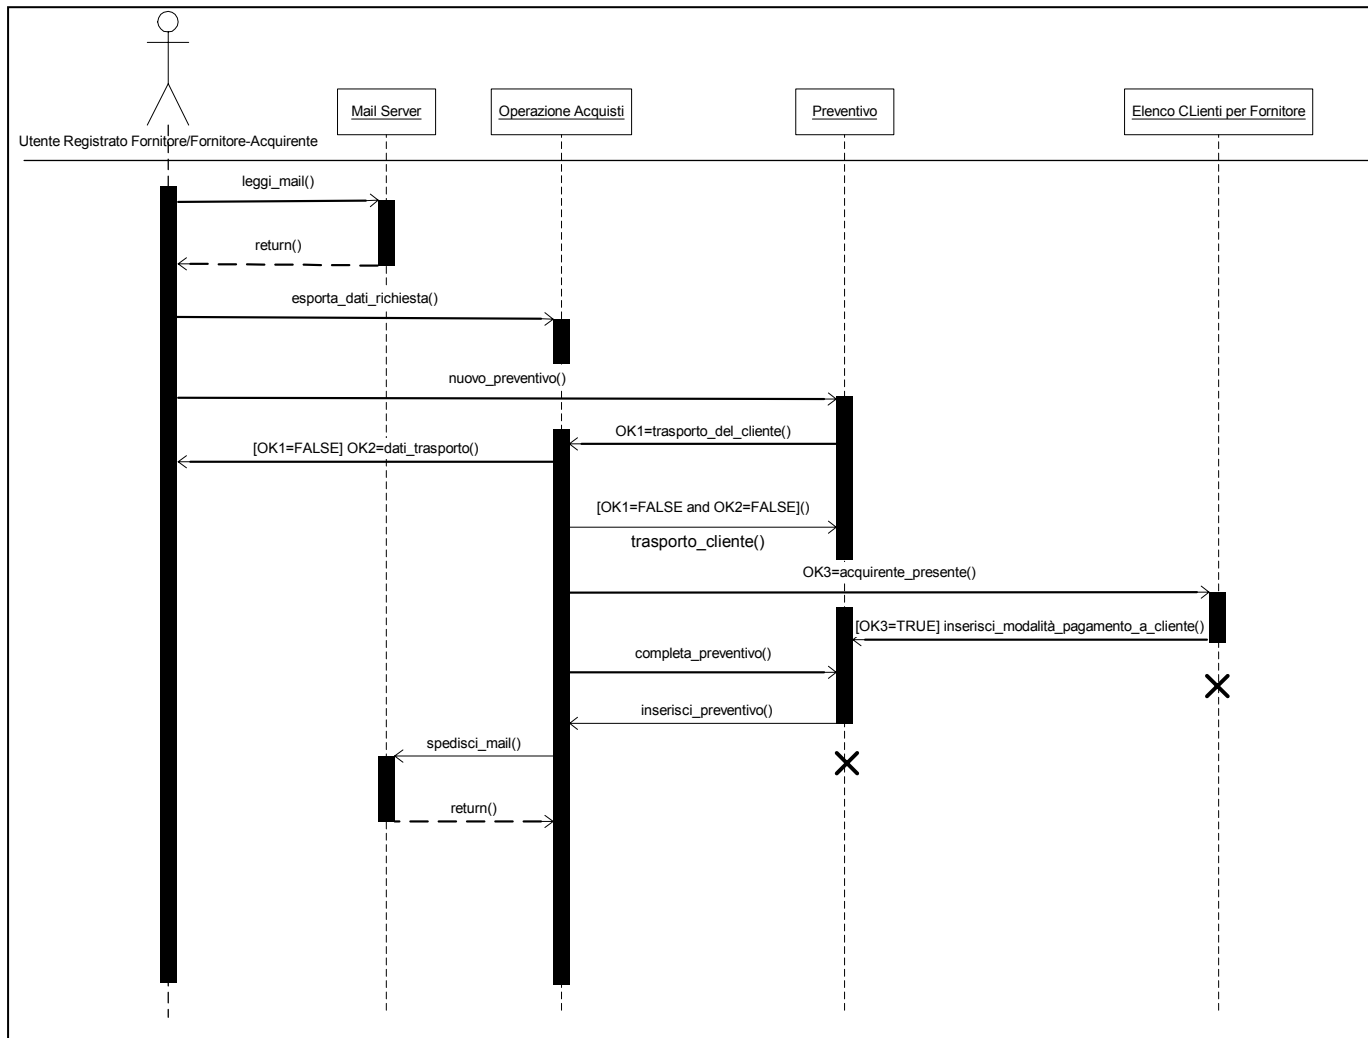 Mail Server
Operazione Acquisti
Preventivo
Elenco CLienti per Fornitore
Utente Registrato Fornitore/Fornitore-Acquirente
leggi_mail()
return()
esporta_dati_richiesta()
nuovo_preventivo()
OK1=trasporto_del_cliente()
[OK1=FALSE] OK2=dati_trasporto()
[OK1=FALSE and OK2=FALSE]()
trasporto_cliente()
OK3=acquirente_presente()
[OK3=TRUE] inserisci_modalità_pagamento_a_cliente()
completa_preventivo()
inserisci_preventivo()
spedisci_mail()
return()